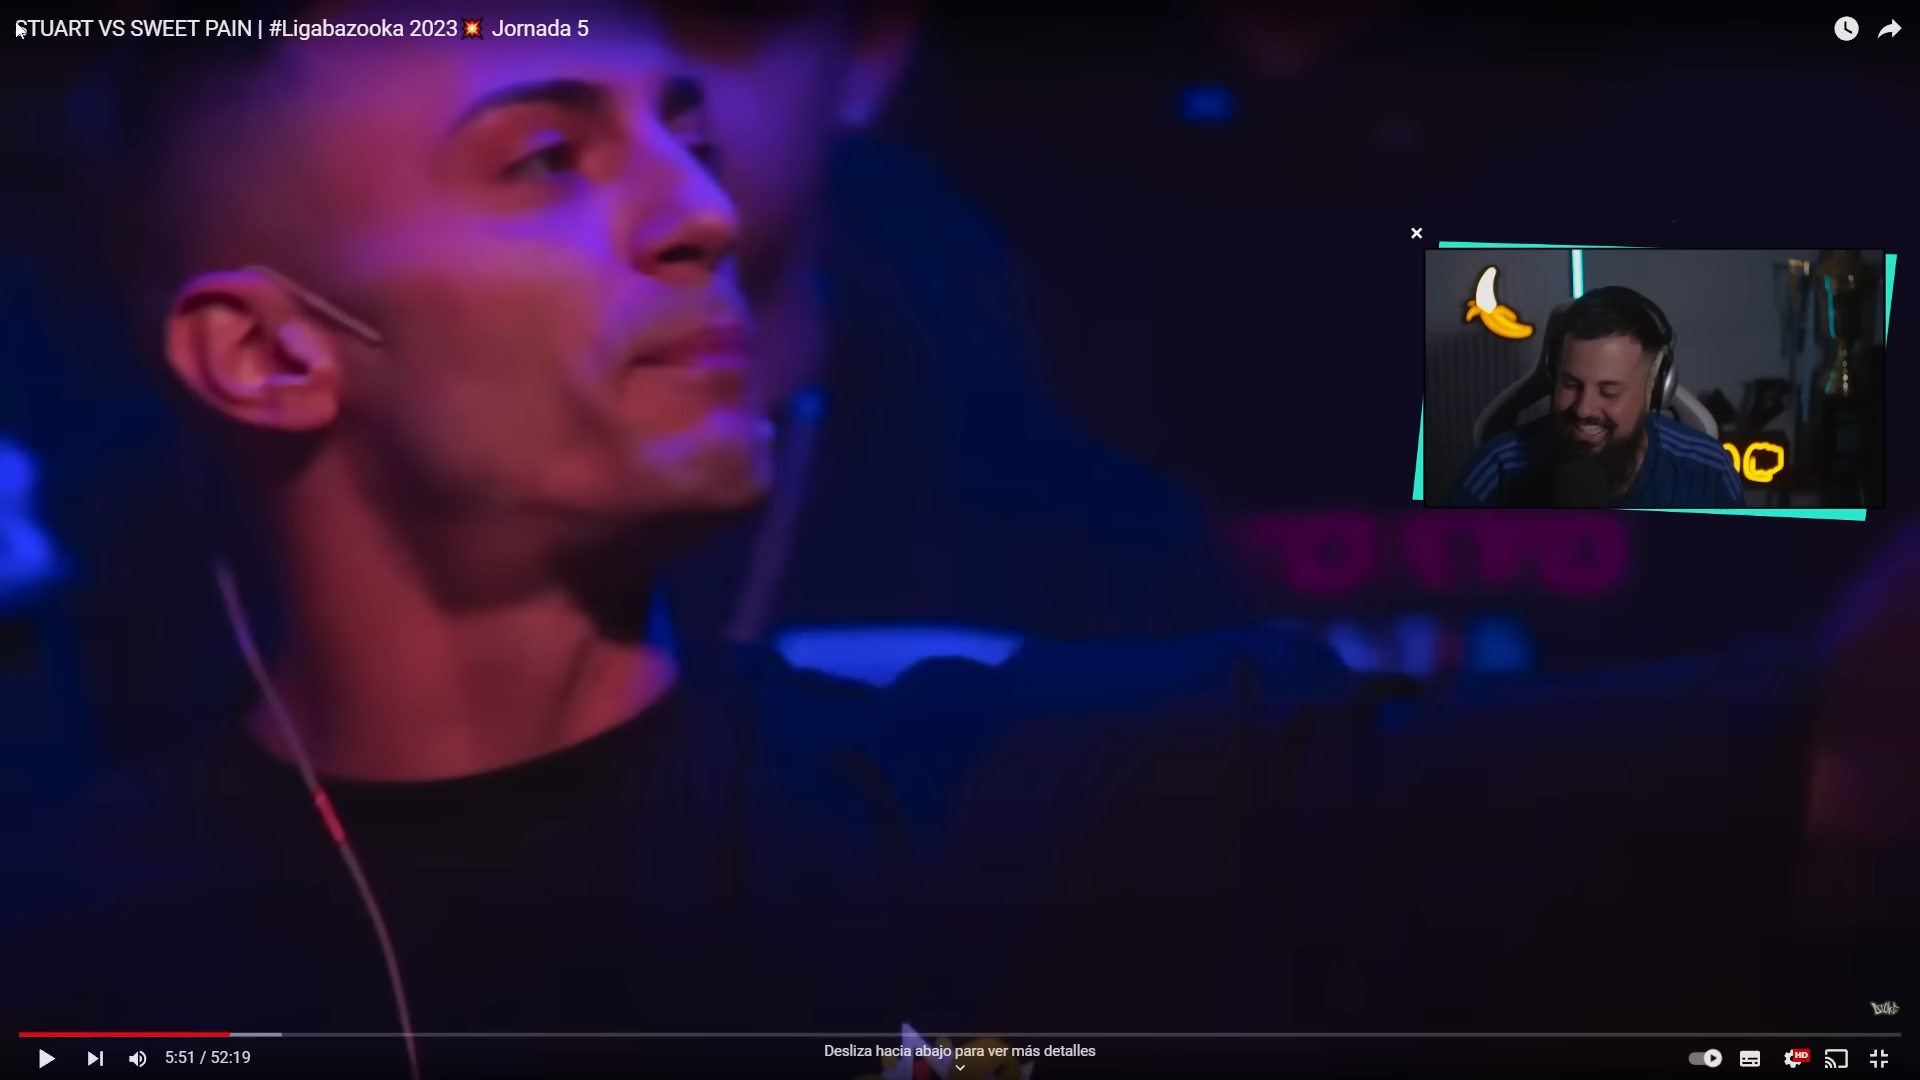 STUART VS SWEET PAIN | #Ligabazooka 2023💥 Jornada 5
5:51 / 52:19
Desliza hacia abajo para ver más detalles
HD